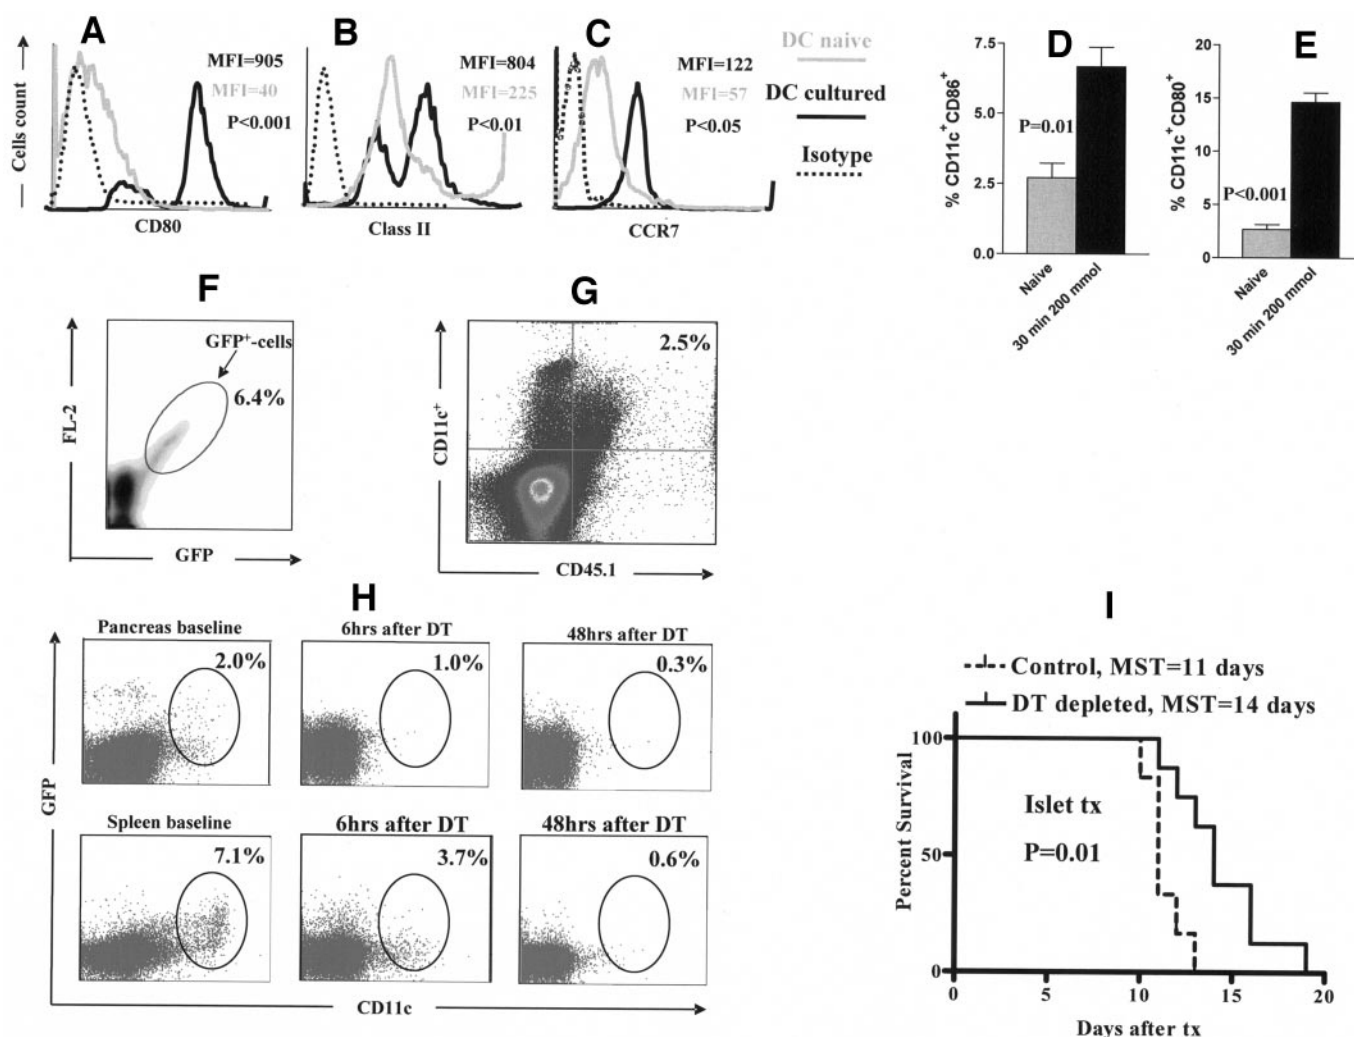 A
B
C
D
E
Cells count
MFI=905
MFI=40
P<0.001
CD80
MFI=804
MFI=225
P<0.01
Class II
MFI=122
MFI=57
P<0.05
CCR7
DC naive
DC cultured
Isotype
% CD11c+CD86+
7.5
5.0
2.5
0.0
P=0.01
Naive
30 min 200 mmol
% CD11c+CD80+
20
15
10
5
0
P<0.001
Naive
30 min 200 mmol
F
GFP+-cells
6.4%
FL-2
GFP
G
2.5%
CD11c+
CD45.1
H
Pancreas baseline
2.0%
6hrs after DT
1.0%
48hrs after DT
0.3%
Spleen baseline
7.1%
6hrs after DT
3.7%
48hrs after DT
0.6%
GFP
CD11c
I
Control, MST=11 days
DT depleted, MST=14 days
Percent Survival
100
50
0
Islet tx
P=0.01
0
5
10
15
20
Days after tx